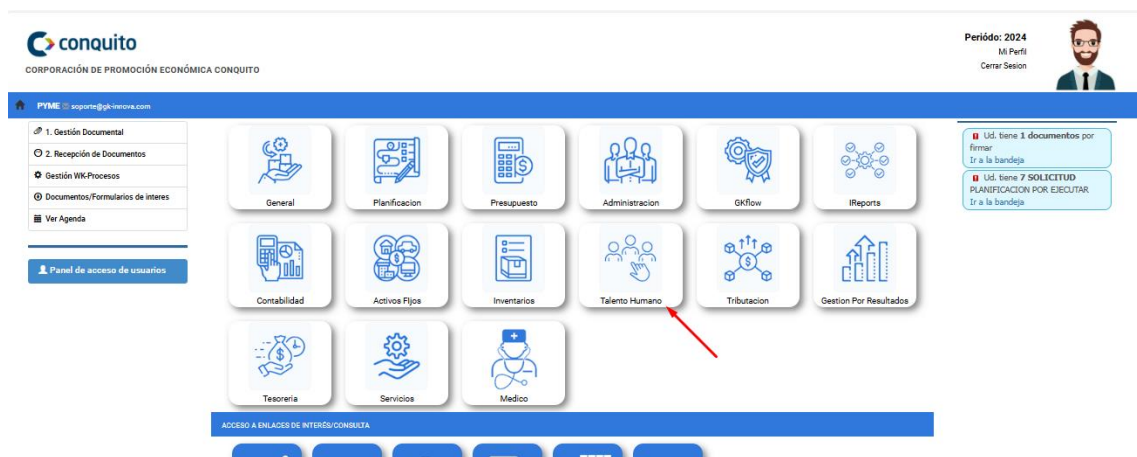 conquito
CORPORACIÓN DE PROMOCIÓN ECONÓMICA CONQUITO
Periódo: 2024
Mi Perfil
Cerrar Sesion
PYME soporte@gk-innova.com
1. Gestión Documental
2. Recepción de Documentos
Gestión WK-Procesos
Documentos/Formularios de interes
Ver Agenda
Panel de acceso de usuarios
General
Planificacion
Presupuesto
Administracion
GKflow
IReports
Contabilidad
Activos FIjos
Inventarios
Talento Humano
Tributacion
Gestion Por Resultados
Tesoreria
Servicios
Medico
ACCESO A ENLACES DE INTERÉS/CONSULTA
Ud. tiene 1 documentos por
firmar
Ir a la bandeja
Ud. tiene 7 SOLICITUD
PLANIFICACION POR EJECUTAR
Ir a la bandeja